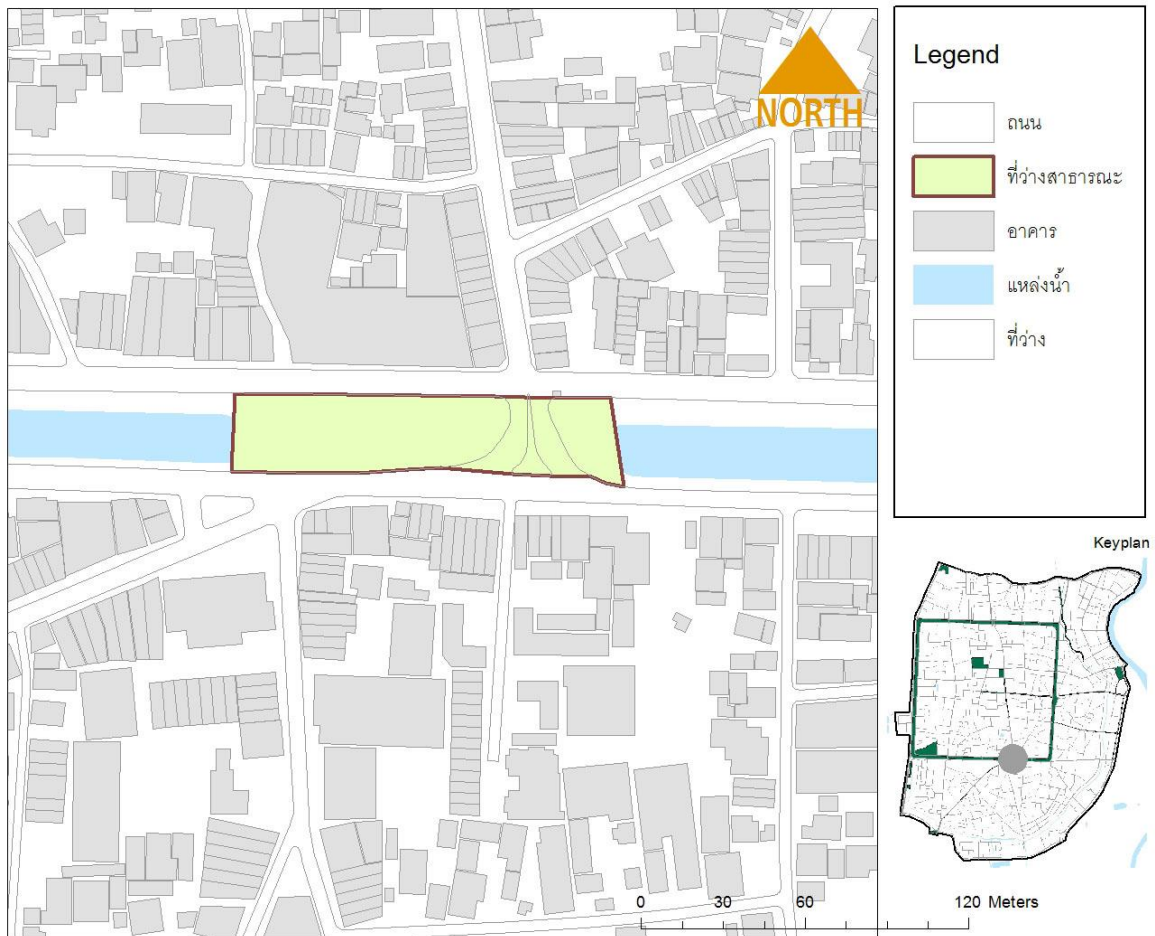 NORTH
Legend
ถนน
ที่ว่างสาธารณะ
อาคาร
แหล่งน้ำ
ที่ว่าง
Keyplan
0 30 60 120 Meters